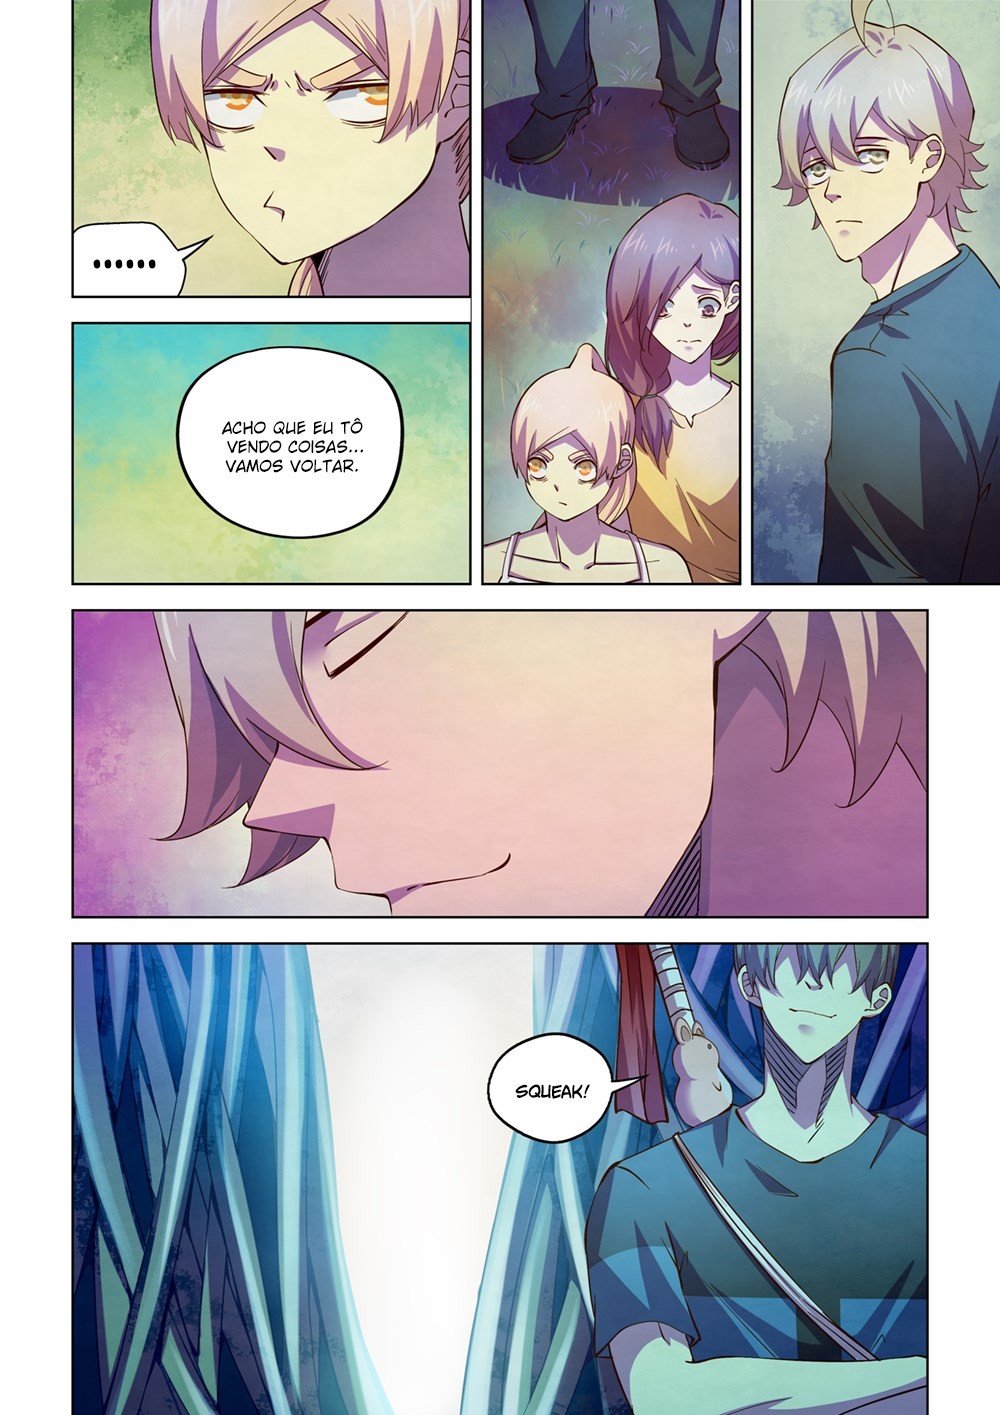 ......
ACHO QUE EU TÔ
VENDO COISAS...
VAMOS VOLTAR.
SQUEAK!